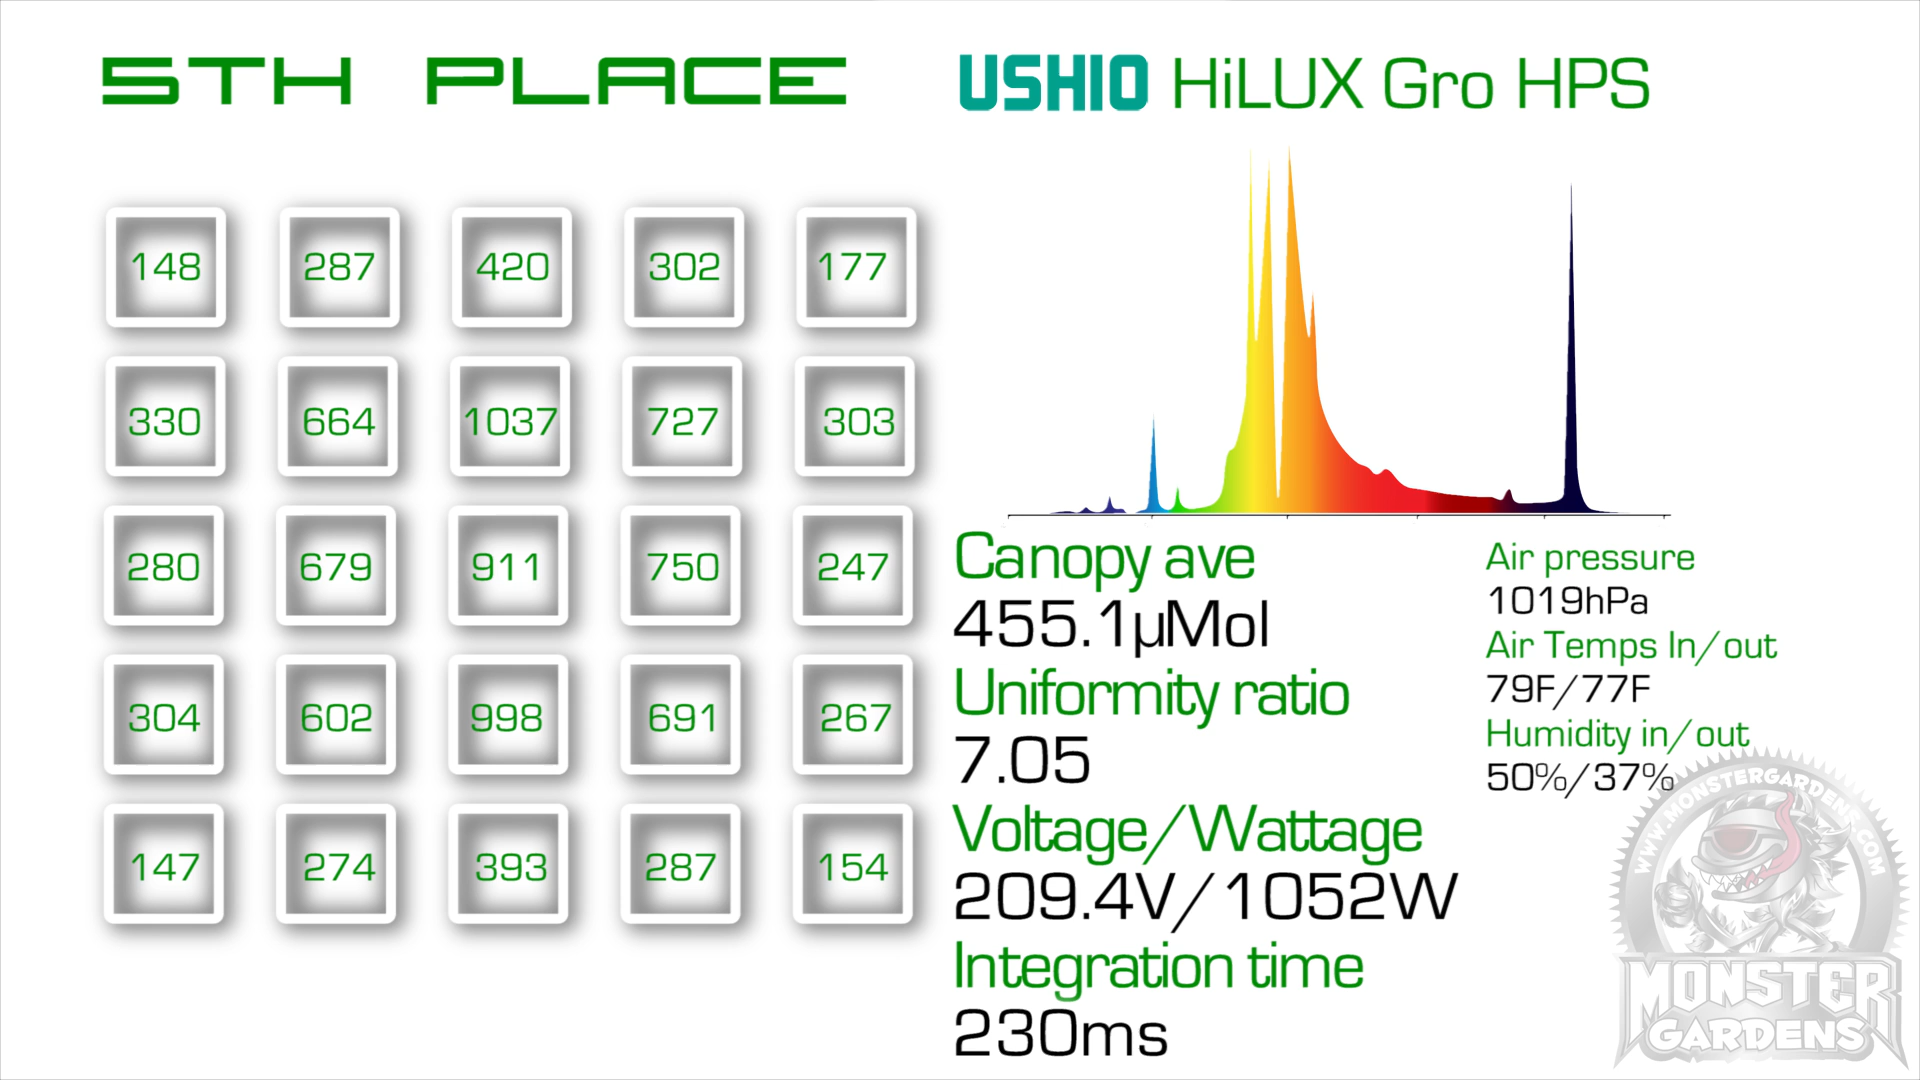 5TH PLACE
USHIO HiLUX Gro HPS
148 287 420 302 177
330 664 1037 727 303
280 679 911 750 247
304 602 998 691 267
147 274 393 287 154
Canopy ave
455.1µMol
Uniformity ratio
7.05
Voltage/Wattage
209.4V/1052W
Integration time
230ms
Air pressure
1019hPa
Air Temps In/out
79F/77F
Humidity in/out
50%/37%
WWW.MONSTERGARDENS.COM
MONSTER
GARDENS